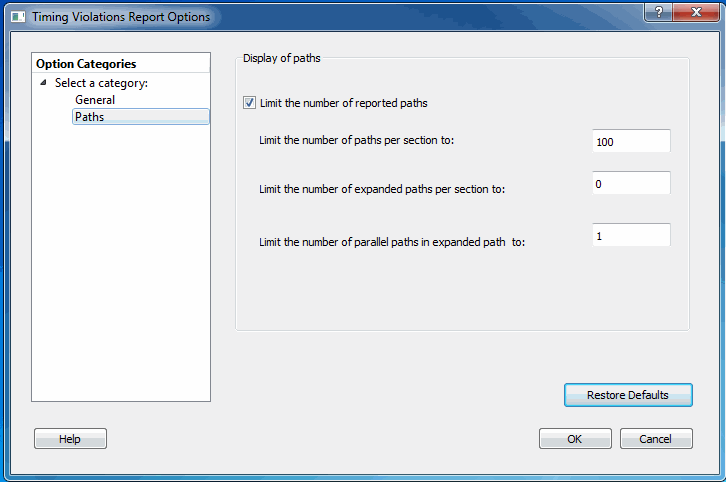 Timing Violations Report Options
?
Option Categories
Select a category:
General
Paths
Display of paths
Limit the number of reported paths
Limit the number of paths per section to:
100
Limit the number of expanded paths per section to:
0
Limit the number of parallel paths in expanded path to:
1
Restore Defaults
Help
OK
Cancel